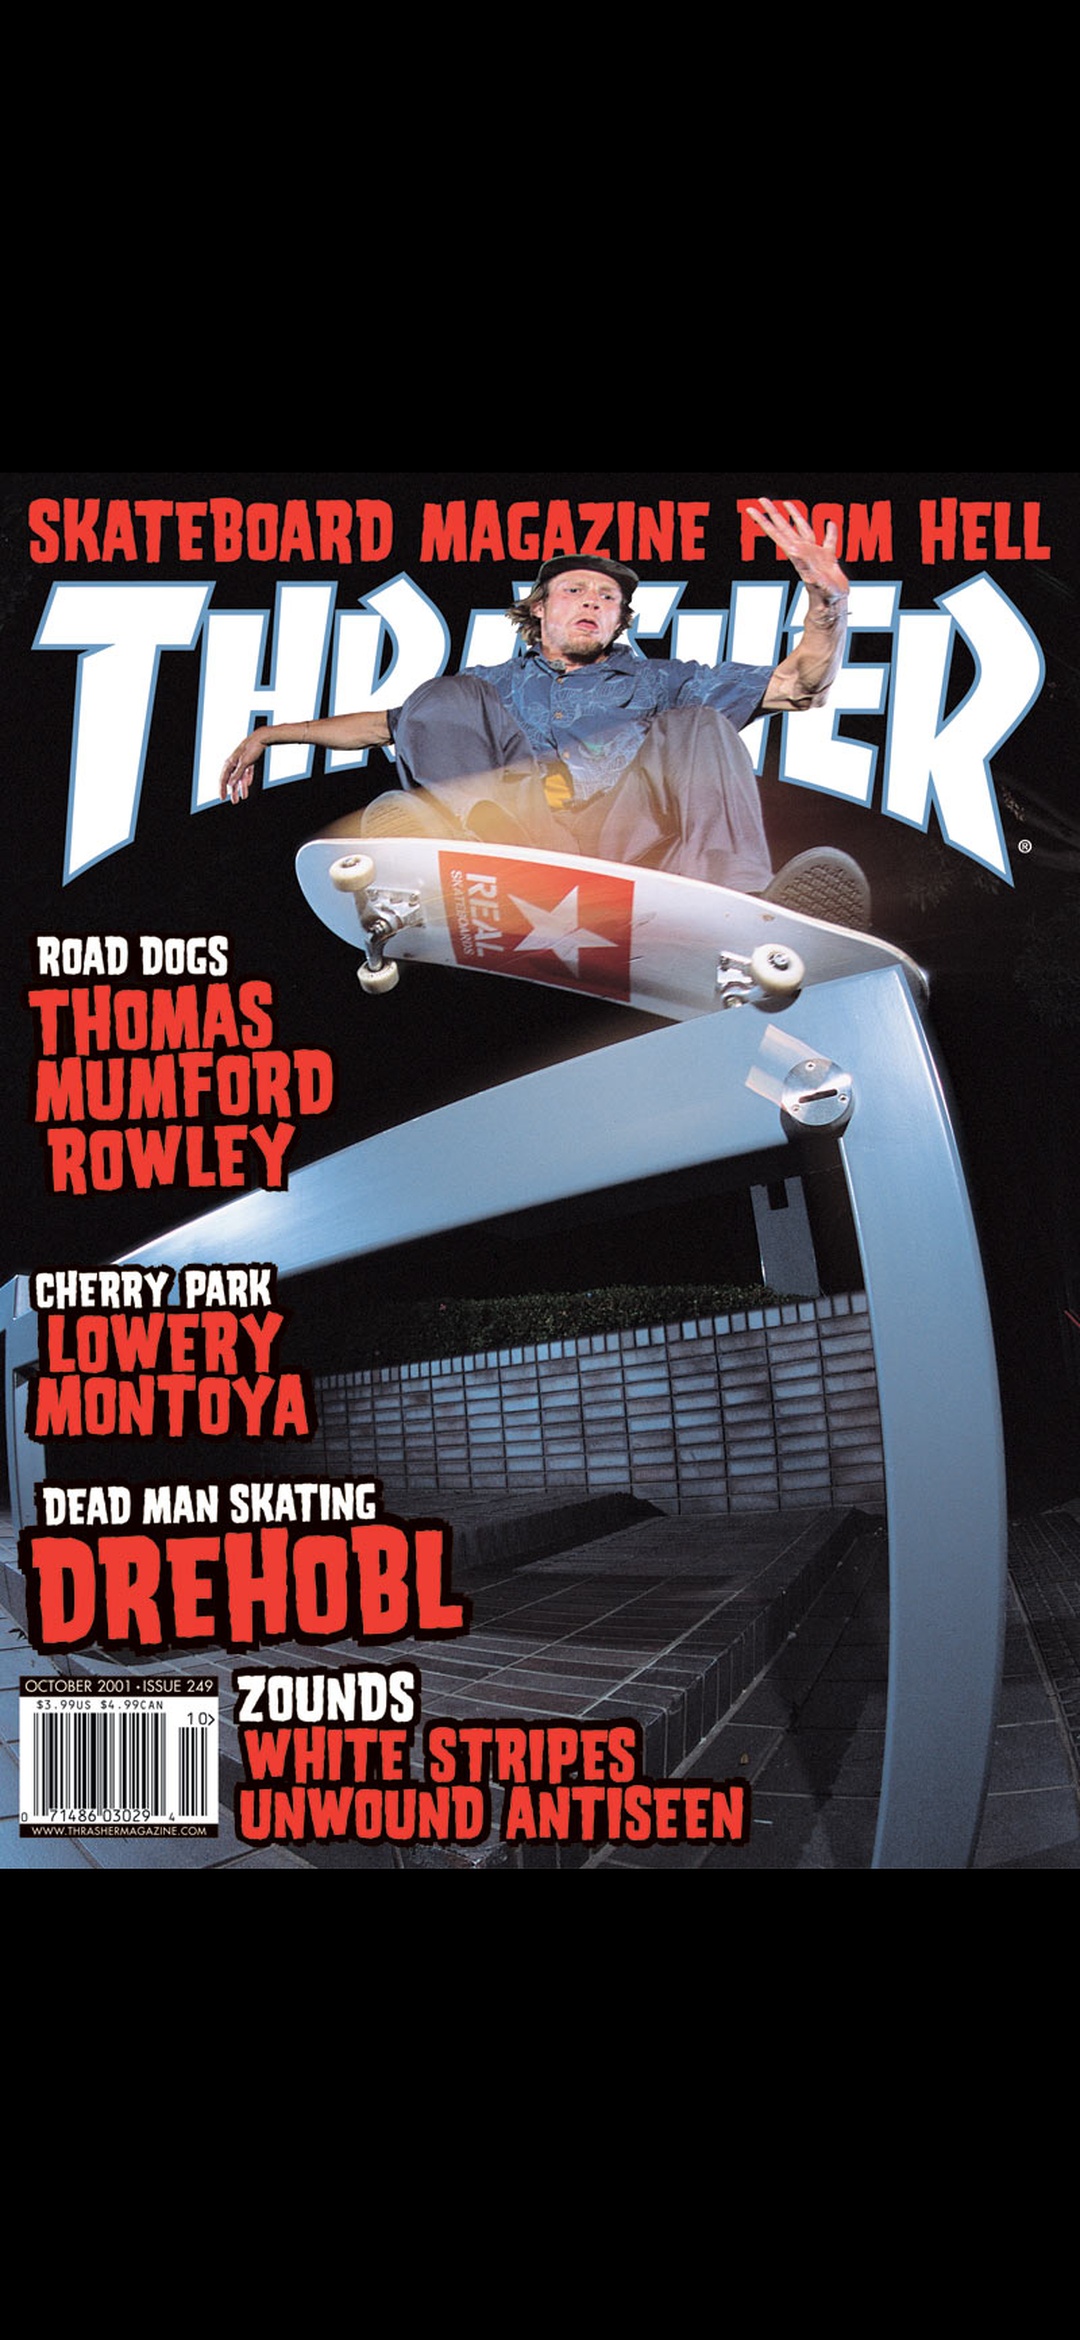 SKATEBOARD MAGAZINE FROM HELL
THRASHER
®
REAL
SKATEBOARDS
ROAD DOGS
THOMAS
MUMFORD
ROWLEY
CHERRY PARK
LOWERY
MONTOYA
DEAD MAN SKATING
DREHOBL
OCTOBER 2001 · ISSUE 249
$3.99US $4.99CAN
10>
0 71486 03029 4
WWW.THRASHERMAGAZINE.COM
ZOUNDS
WHITE STRIPES
UNWOUND ANTISEEN